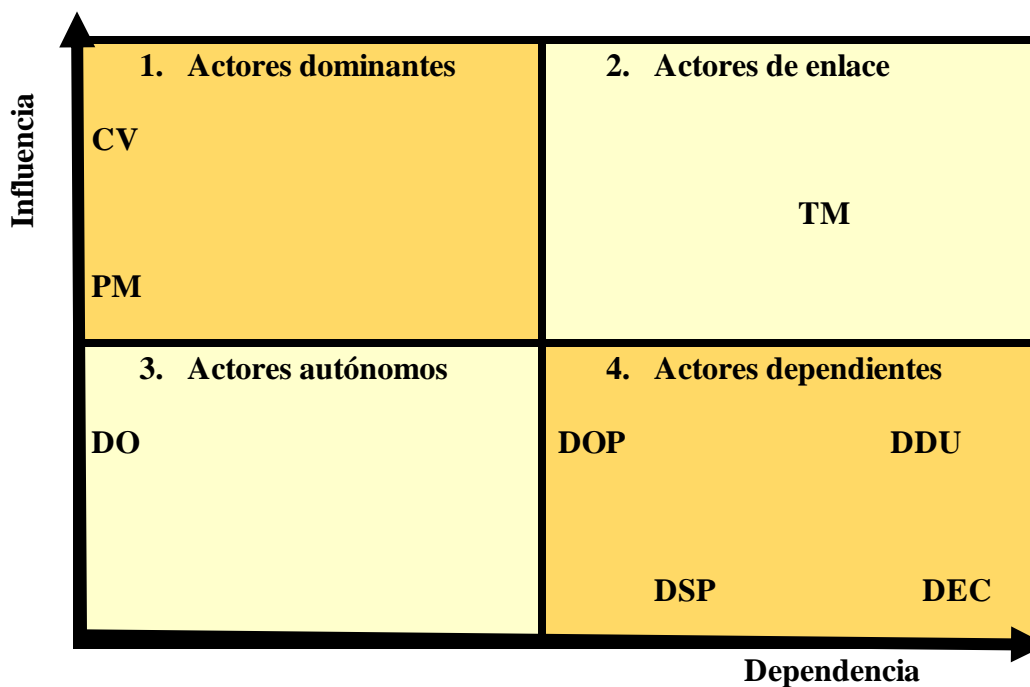 Influencia
1. Actores dominantes
CV
PM
2. Actores de enlace
TM
3. Actores autónomos
DO
4. Actores dependientes
DOP DDU
DSP DEC
Dependencia